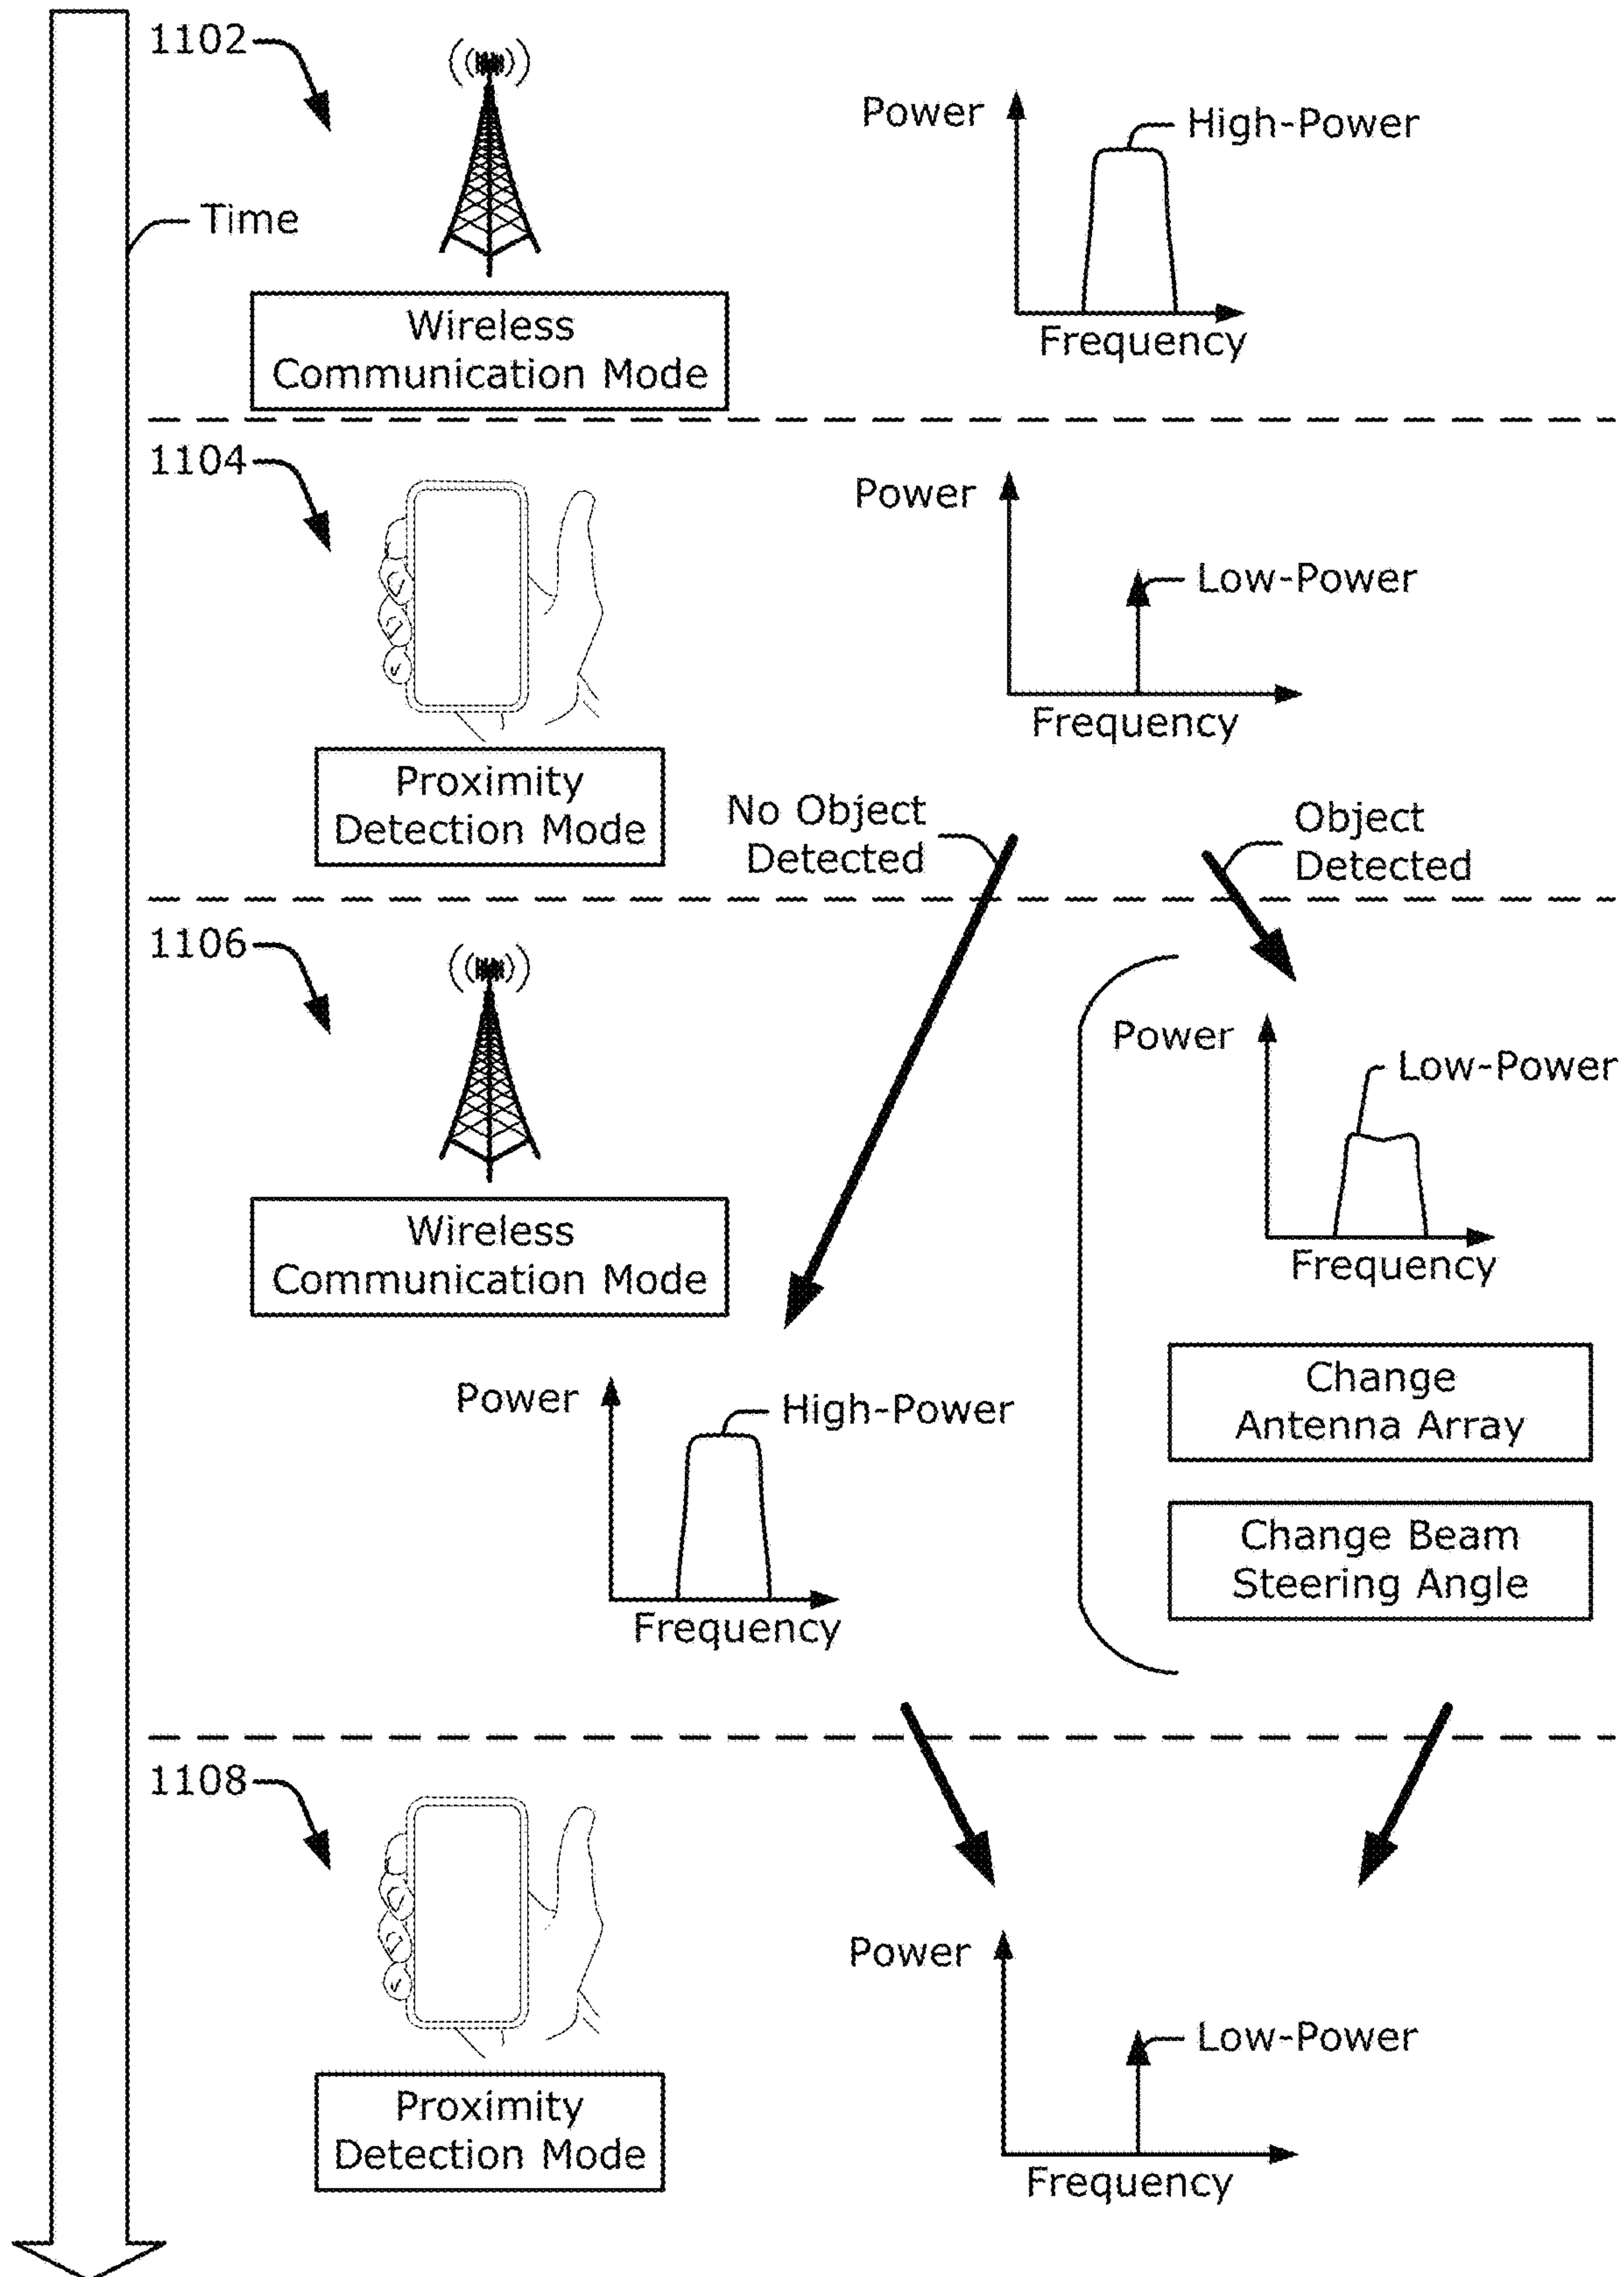 1102
Power
High-Power
Time
Wireless
Communication Mode
Frequency
1104
Power
Low-Power
Frequency
Proximity
Detection Mode
No Object
Detected
Object
Detected
1106
Power
Low-Power
Wireless
Communication Mode
Frequency
Change
Antenna Array
Power
High-Power
Change Beam
Steering Angle
Frequency
1108
Power
Low-Power
Proximity
Detection Mode
Frequency